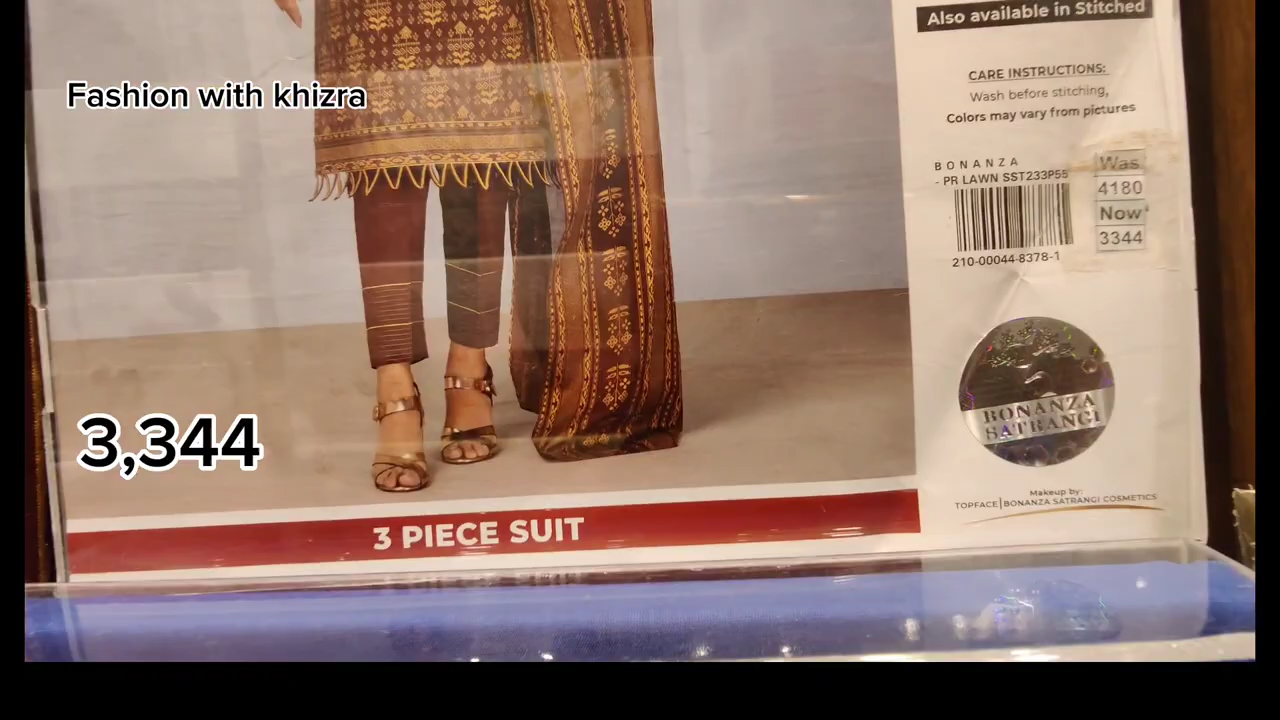 Also available in Stitched
CARE INSTRUCTIONS:
Wash before stitching,
Colors may vary from pictures
Fashion with khizra
BONANZA
- PR LAWN SST233P55
210-00044-8378-1
Was
4180
Now
3344
BONANZA
SATRANGI
3,344
Makeup by:
TOPFACE|BONANZA SATRANGI COSMETICS
3 PIECE SUIT